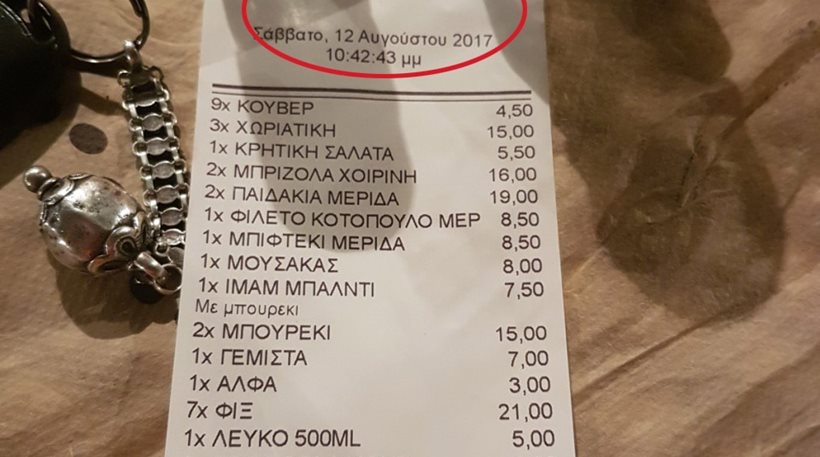 Σάββατο, 12 Αυγούστου 2017
10:42:43 μμ
9x ΚΟΥΒΕΡ 4,50
3x ΧΩΡΙΑΤΙΚΗ 15,00
1x ΚΡΗΤΙΚΗ ΣΑΛΑΤΑ 5,50
2x ΜΠΡΙΖΟΛΑ ΧΟΙΡΙΝΗ 16,00
2x ΠΑΙΔΑΚΙΑ ΜΕΡΙΔΑ 19,00
1x ΦΙΛΕΤΟ ΚΟΤΟΠΟΥΛΟ ΜΕΡ 8,50
1x ΜΠΙΦΤΕΚΙ ΜΕΡΙΔΑ 8,50
1x ΜΟΥΣΑΚΑΣ 8,00
1x ΙΜΑΜ ΜΠΑΛΝΤΙ 7,50
Με μπουρεκι
2x ΜΠΟΥΡΕΚΙ 15,00
1x ΓΕΜΙΣΤΑ 7,00
1x ΑΛΦΑ 3,00
7x ΦΙΞ 21,00
1x ΛΕΥΚΟ 500ML 5,00